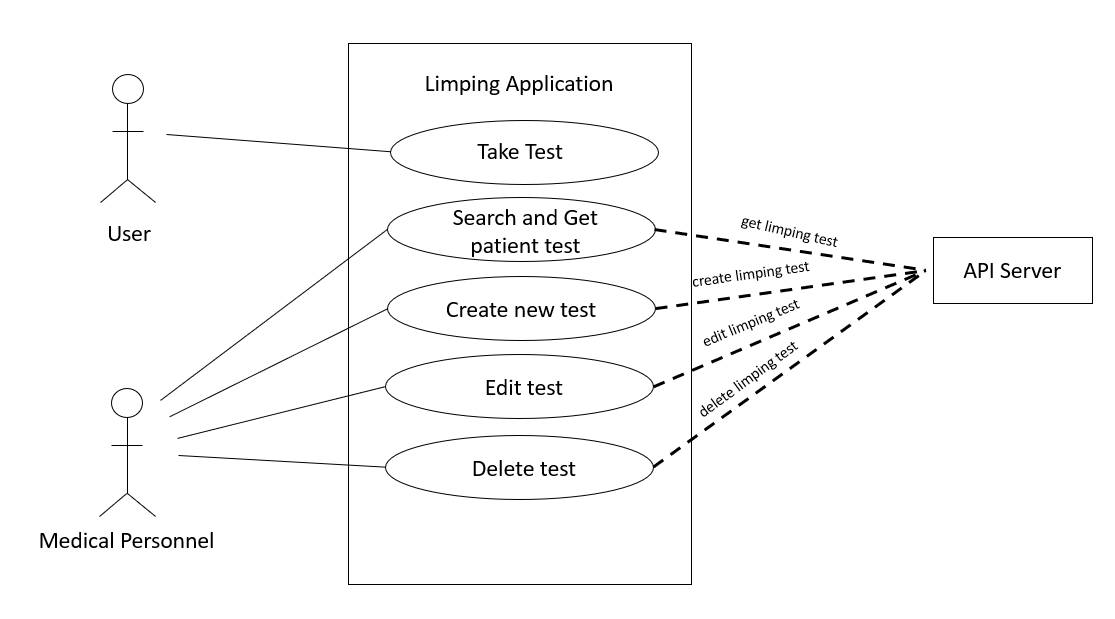 Limping Application
Take Test
User
Search and Get
patient test
get limping test
API Server
Create new test
create limping test
Edit test
edit limping test
Delete test
delete limping test
Medical Personnel